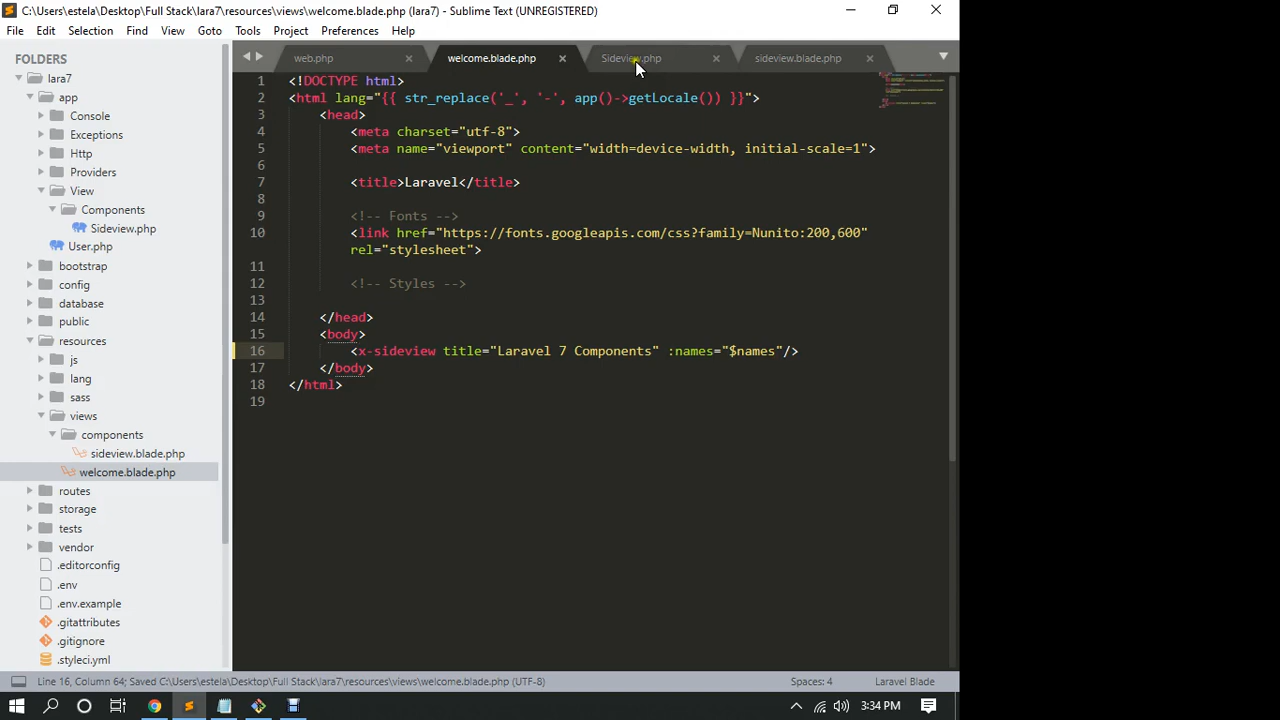 C:\Users\estela\Desktop\Full Stack\lara7\resources\views\welcome.blade.php (lara7) - Sublime Text (UNREGISTERED)
File Edit Selection Find View Goto Tools Project Preferences Help
FOLDERS
lara7
app
Console
Exceptions
Http
Providers
View
Components
Sideview.php
User.php
bootstrap
config
database
public
resources
js
lang
sass
views
components
sideview.blade.php
welcome.blade.php
routes
storage
tests
vendor
.editorconfig
.env
.env.example
.gitattributes
.gitignore
.styleci.yml
web.php welcome.blade.php Sideview.php sideview.blade.php
1 <!DOCTYPE html>
2 <html lang="{{ str_replace('_', '-', app()->getLocale()) }}">
3 <head>
4 <meta charset="utf-8">
5 <meta name="viewport" content="width=device-width, initial-scale=1">
6
7 <title>Laravel</title>
8
9 <!-- Fonts -->
10 <link href="https://fonts.googleapis.com/css?family=Nunito:200,600"
rel="stylesheet">
11
12 <!-- Styles -->
13
14 </head>
15 <body>
16 <x-sideview title="Laravel 7 Components" :names="$names"/>
17 </body>
18 </html>
19
Line 16, Column 64; Saved C:\Users\estela\Desktop\Full Stack\lara7\resources\views\welcome.blade.php (UTF-8) Spaces: 4 Laravel Blade
3:34 PM